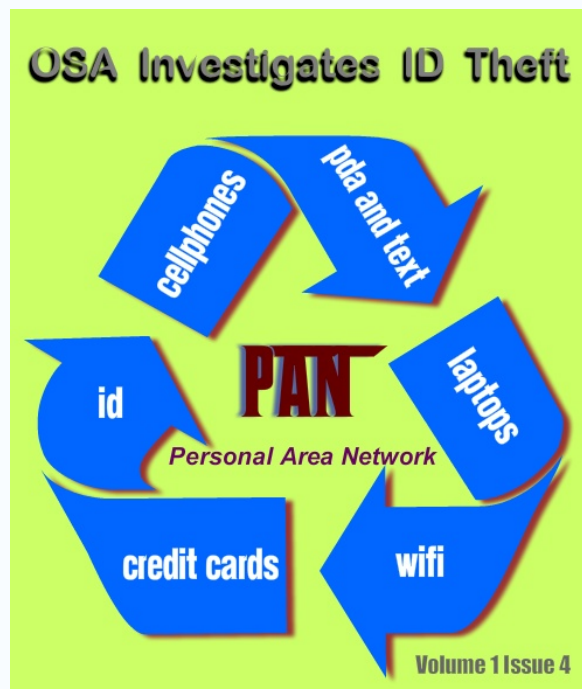 OSA Investigates ID Theft
cellphones
pda and text
laptops
wifi
credit cards
id
PAN
Personal Area Network
Volume 1 Issue 4